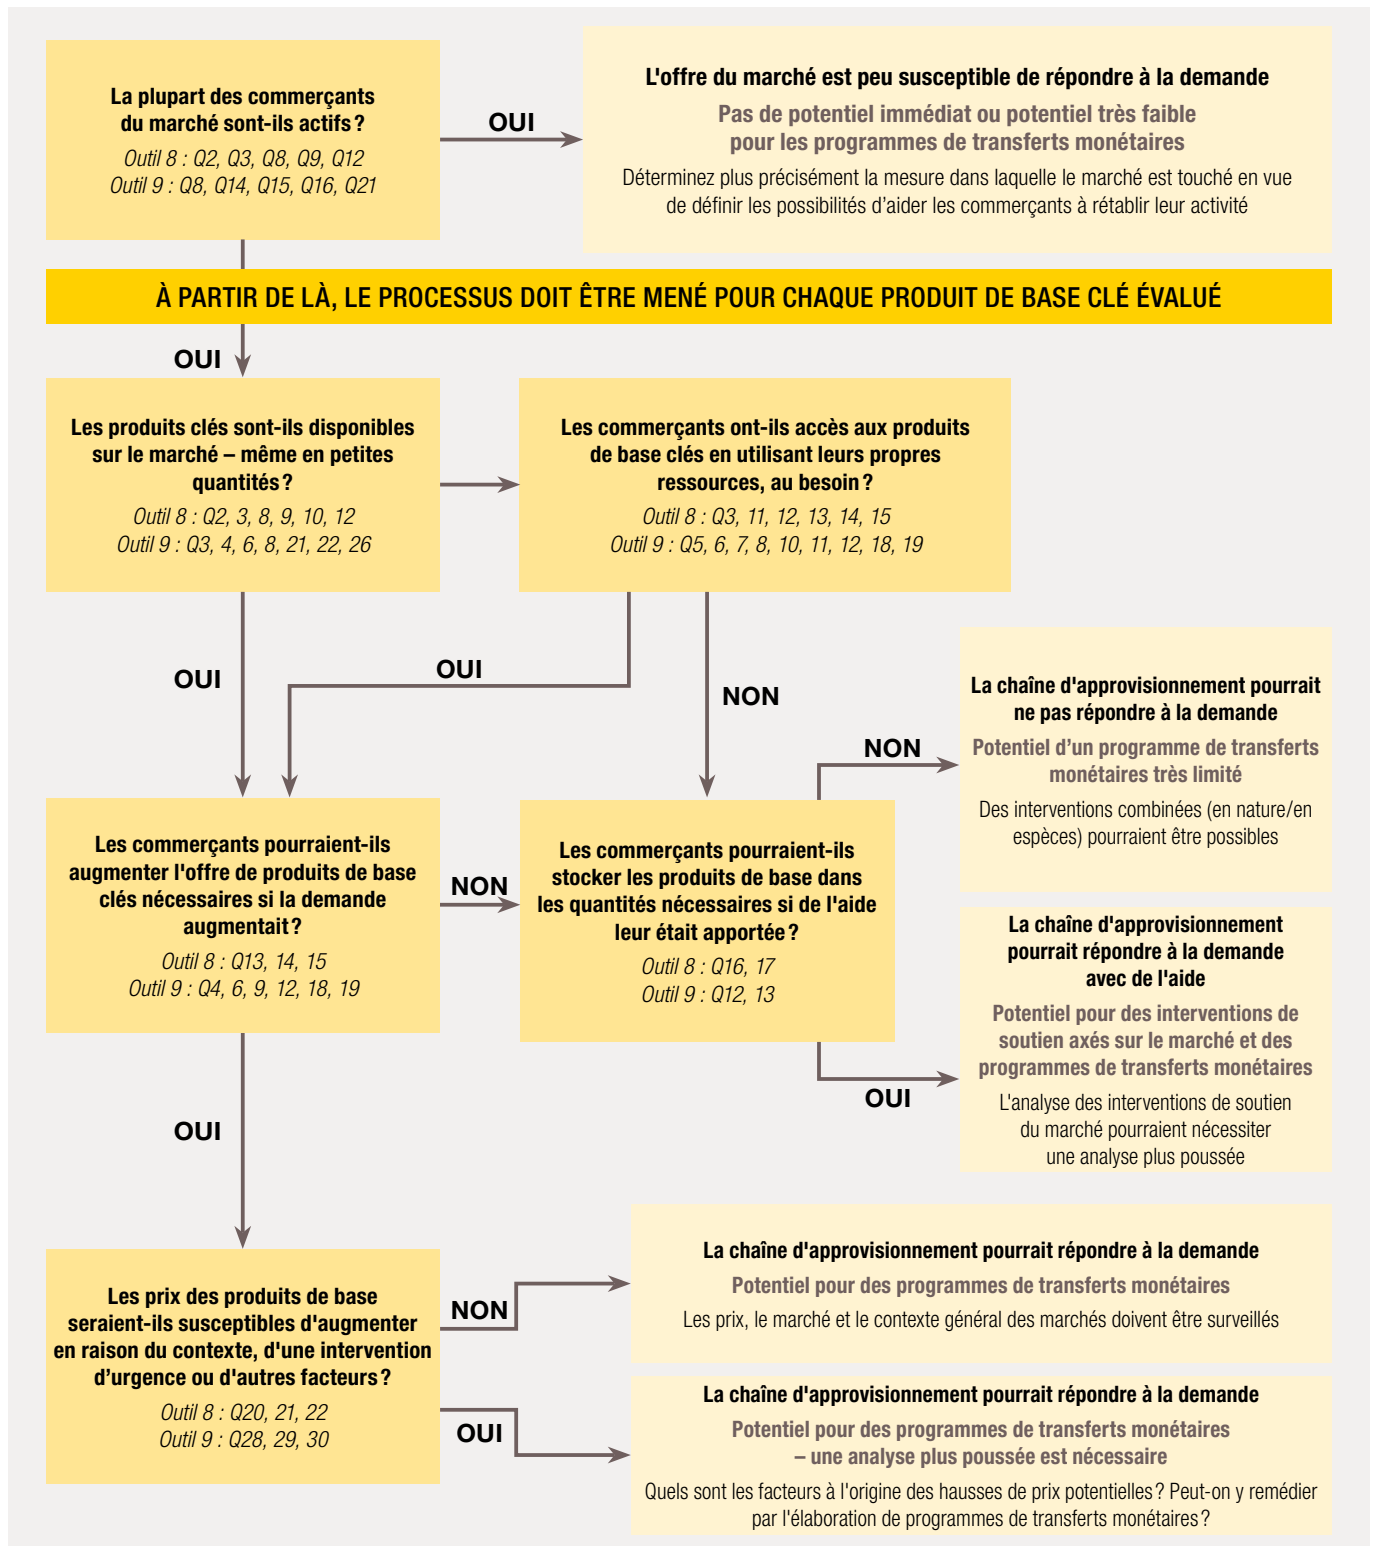 La plupart des commerçants
du marché sont-ils actifs ?
Outil 8 : Q2, Q3, Q8, Q9, Q12
Outil 9 : Q8, Q14, Q15, Q16, Q21
OUI
L'offre du marché est peu susceptible de répondre à la demande
Pas de potentiel immédiat ou potentiel très faible
pour les programmes de transferts monétaires
Déterminez plus précisément la mesure dans laquelle le marché est touché en vue
de définir les possibilités d’aider les commerçants à rétablir leur activité
À PARTIR DE LÀ, LE PROCESSUS DOIT ÊTRE MENÉ POUR CHAQUE PRODUIT DE BASE CLÉ ÉVALUÉ
OUI
Les produits clés sont-ils disponibles
sur le marché – même en petites
quantités ?
Outil 8 : Q2, 3, 8, 9, 10, 12
Outil 9 : Q3, 4, 6, 8, 21, 22, 26
Les commerçants ont-ils accès aux produits
de base clés en utilisant leurs propres
ressources, au besoin ?
Outil 8 : Q3, 11, 12, 13, 14, 15
Outil 9 : Q5, 6, 7, 8, 10, 11, 12, 18, 19
OUI
OUI
NON
NON
La chaîne d'approvisionnement pourrait
ne pas répondre à la demande
Potentiel d’un programme de transferts
monétaires très limité
Des interventions combinées (en nature/en
espèces) pourraient être possibles
Les commerçants pourraient-ils
augmenter l'offre de produits de base
clés nécessaires si la demande
augmentait ?
Outil 8 : Q13, 14, 15
Outil 9 : Q4, 6, 9, 12, 18, 19
NON
Les commerçants pourraient-ils
stocker les produits de base dans
les quantités nécessaires si de l'aide
leur était apportée ?
Outil 8 : Q16, 17
Outil 9 : Q12, 13
La chaîne d'approvisionnement
pourrait répondre à la demande
avec de l'aide
Potentiel pour des interventions de
soutien axés sur le marché et des
programmes de transferts monétaires
L'analyse des interventions de soutien
du marché pourraient nécessiter
une analyse plus poussée
OUI
OUI
Les prix des produits de base
seraient-ils susceptibles d'augmenter
en raison du contexte, d'une intervention
d’urgence ou d'autres facteurs ?
Outil 8 : Q20, 21, 22
Outil 9 : Q28, 29, 30
NON
La chaîne d'approvisionnement pourrait répondre à la demande
Potentiel pour des programmes de transferts monétaires
Les prix, le marché et le contexte général des marchés doivent être surveillés
OUI
La chaîne d'approvisionnement pourrait répondre à la demande
Potentiel pour des programmes de transferts monétaires
– une analyse plus poussée est nécessaire
Quels sont les facteurs à l'origine des hausses de prix potentielles ? Peut-on y remédier
par l'élaboration de programmes de transferts monétaires ?